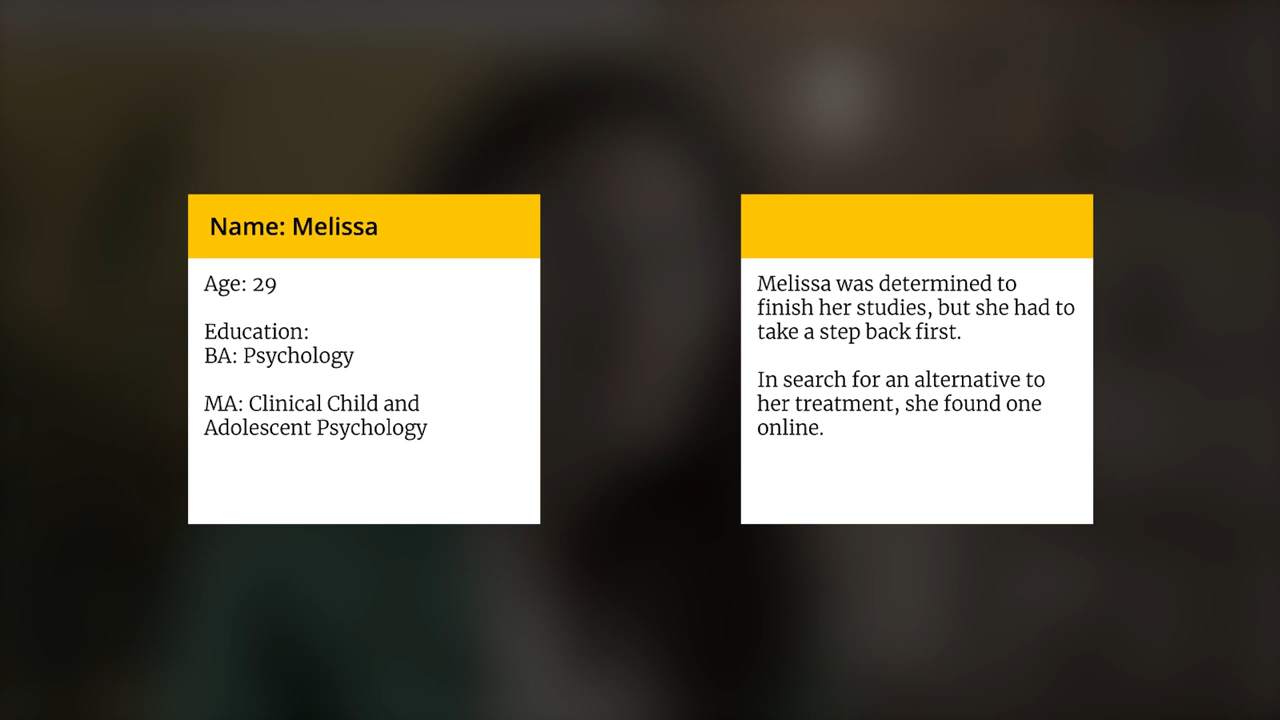 Name: Melissa
Age: 29
Education:
BA: Psychology
MA: Clinical Child and
Adolescent Psychology
Melissa was determined to
finish her studies, but she had to
take a step back first.
In search for an alternative to
her treatment, she found one
online.